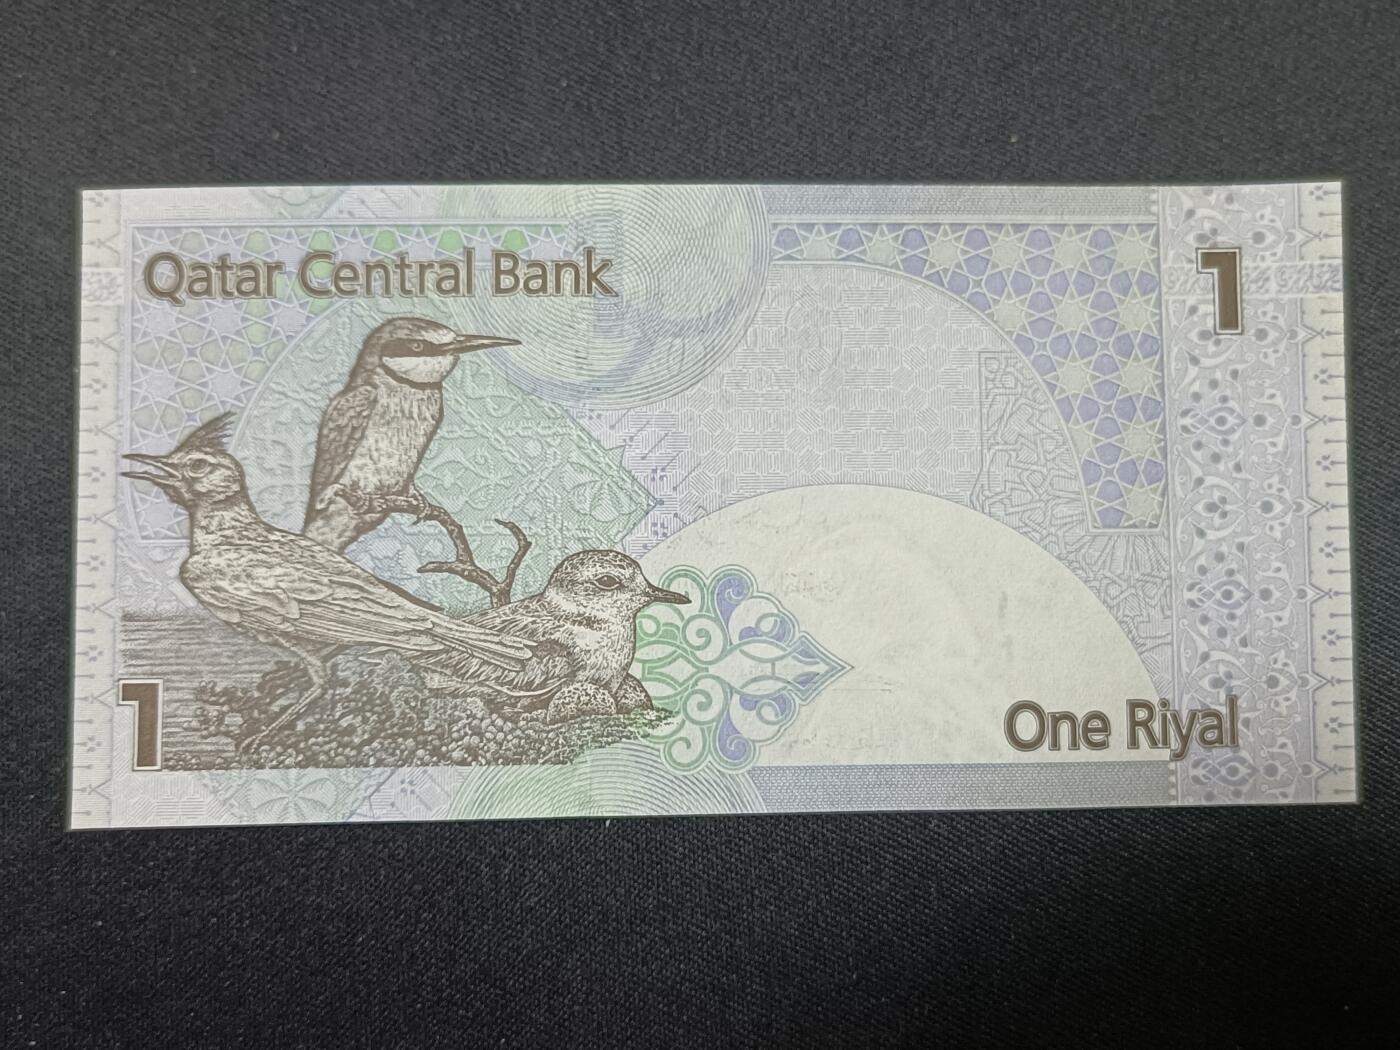 Qatar Central Bank
1
1
One Riyal